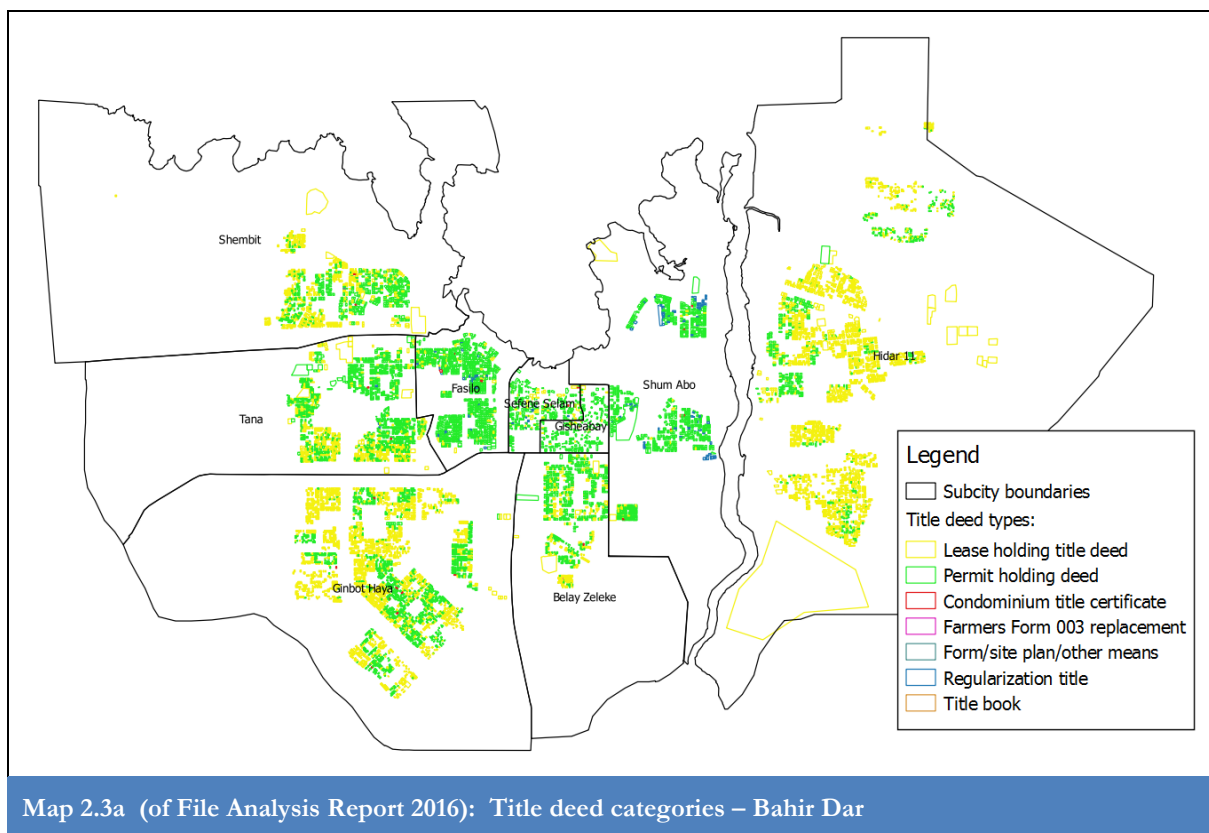 Shembit
Hidar 11
Shum Abo
Fasilo
Sefene Selam
Tana
Gisheabay
Ginbot Haya
Belay Zeleke
Legend
Subcity boundaries
Title deed types:
Lease holding title deed
Permit holding deed
Condominium title certificate
Farmers Form 003 replacement
Form/site plan/other means
Regularization title
Title book
Map 2.3a (of File Analysis Report 2016): Title deed categories – Bahir Dar